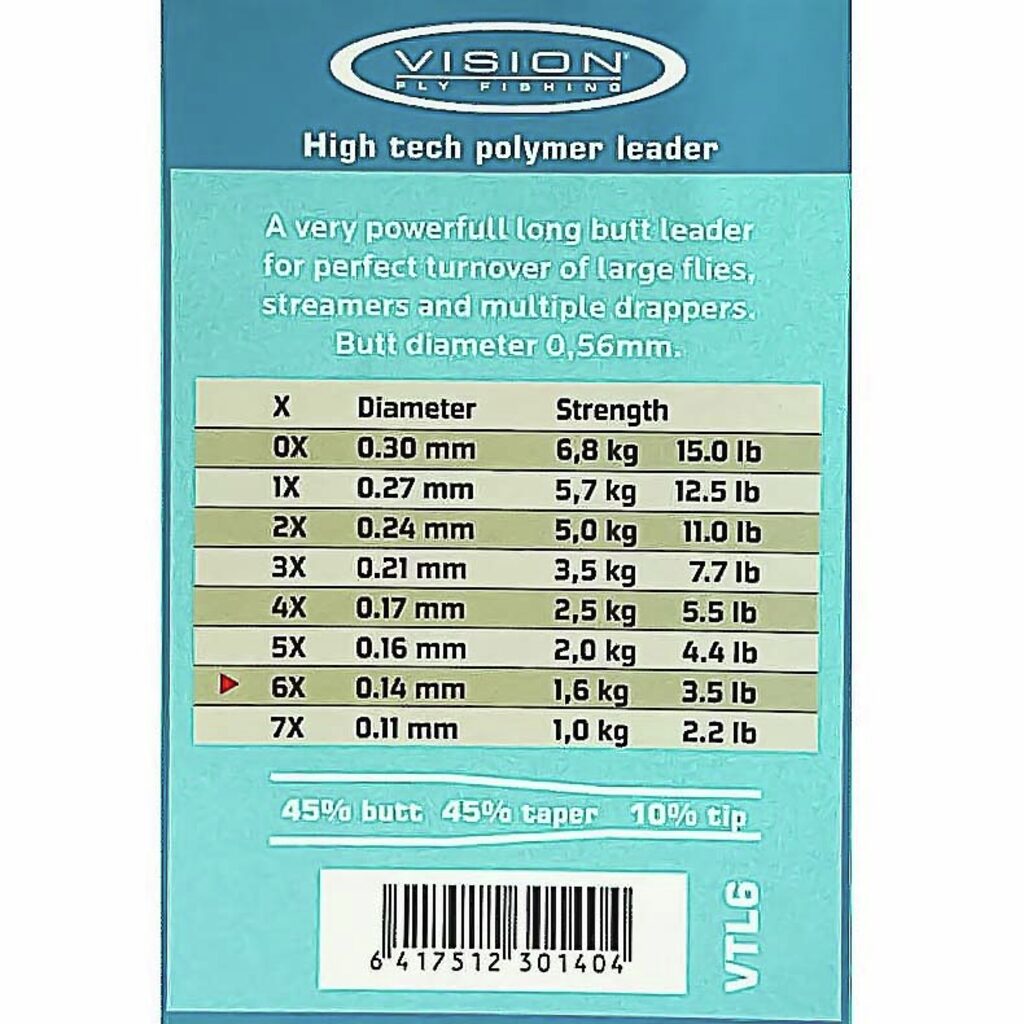 VISION
FLY FISHING
High tech polymer leader
A very powerfull long butt leader
for perfect turnover of large flies,
streamers and multiple drappers.
Butt diameter 0,56mm.
X Diameter Strength
0X 0.30 mm 6,8 kg 15.0 lb
1X 0.27 mm 5,7 kg 12.5 lb
2X 0.24 mm 5,0 kg 11.0 lb
3X 0.21 mm 3,5 kg 7.7 lb
4X 0.17 mm 2,5 kg 5.5 lb
5X 0.16 mm 2,0 kg 4.4 lb
6X 0.14 mm 1,6 kg 3.5 lb
7X 0.11 mm 1,0 kg 2.2 lb
45% butt 45% taper 10% tip
6 417512 301404
VTL6